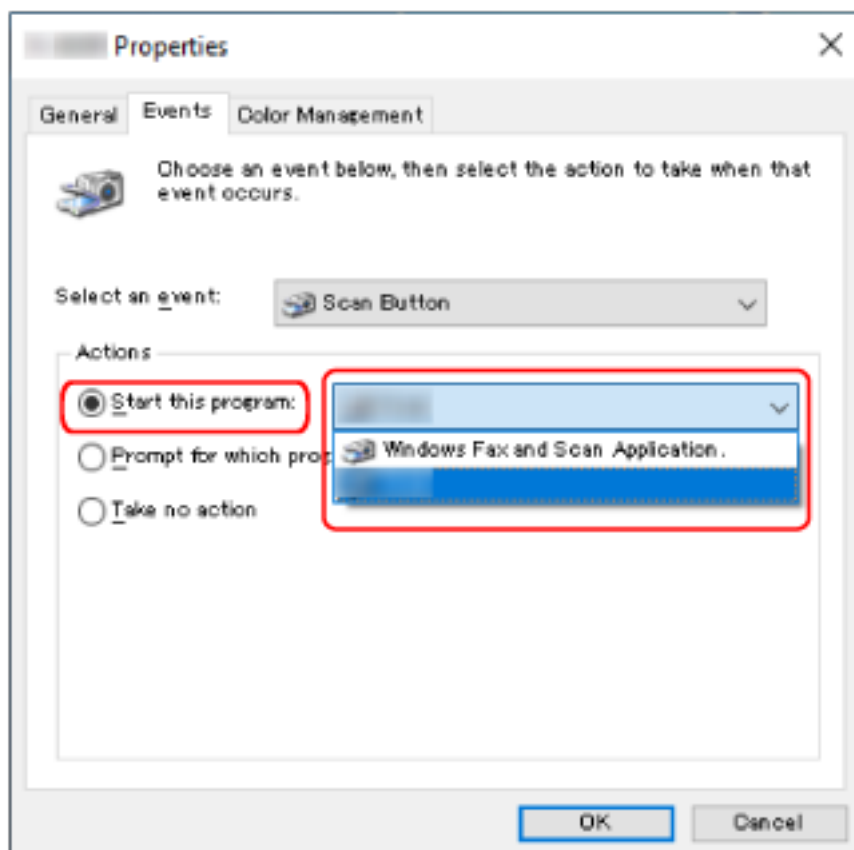 Properties
General Events Color Management
Choose an event below, then select the action to take when that
event occurs.
Select an event: Scan Button
Actions
Start this program:
Prompt for which Windows Fax and Scan Application.
Take no action
OK Cancel